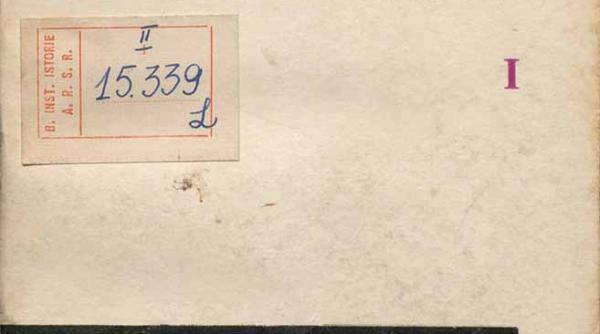 B. INST. ISTORIE
A. R. S. R.
II
15.339
L
I